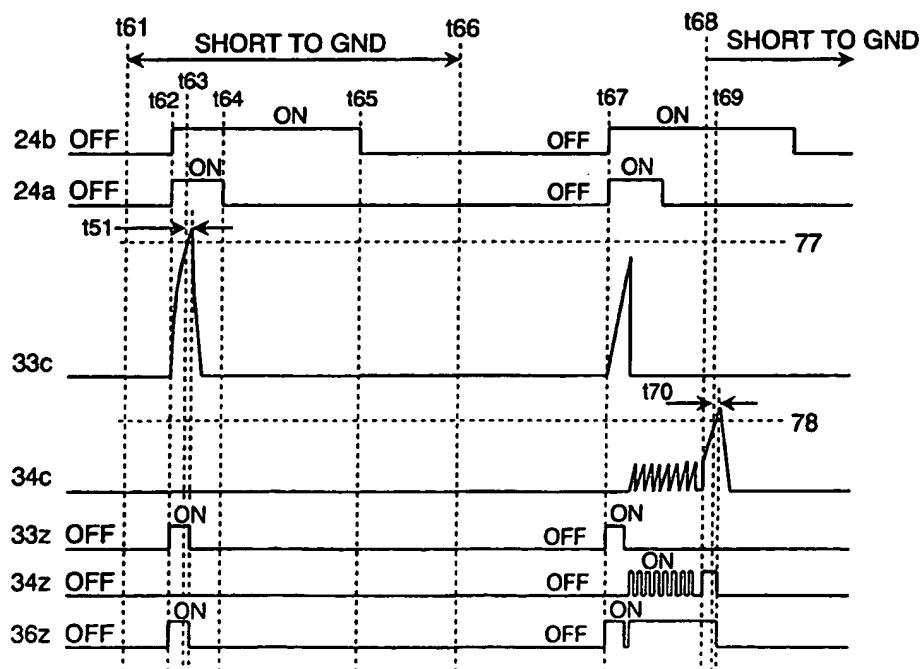 t61 t66 t68
SHORT TO GND SHORT TO GND
t63
t62 t64 t65 t67 t69
24b OFF ON OFF ON
24a OFF ON OFF ON
t51
77
33c
t70
78
34c
33z OFF ON OFF ON
34z OFF OFF ON
36z OFF ON OFF ON